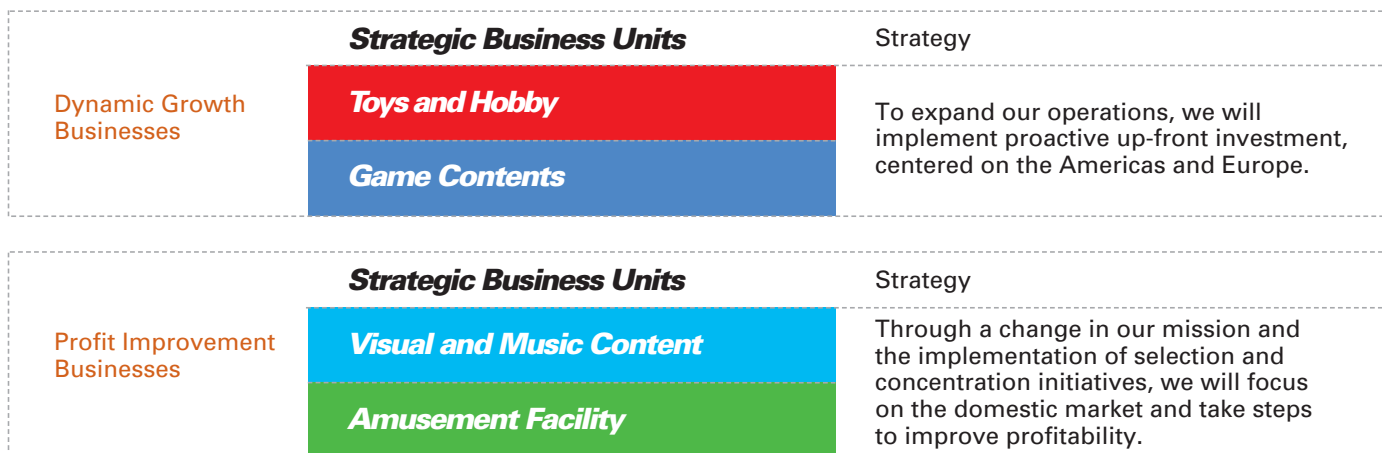 Strategic Business Units
Strategy
Dynamic Growth
Businesses
Toys and Hobby
Game Contents
To expand our operations, we will
implement proactive up-front investment,
centered on the Americas and Europe.
Strategic Business Units
Strategy
Profit Improvement
Businesses
Visual and Music Content
Amusement Facility
Through a change in our mission and
the implementation of selection and
concentration initiatives, we will focus
on the domestic market and take steps
to improve profitability.